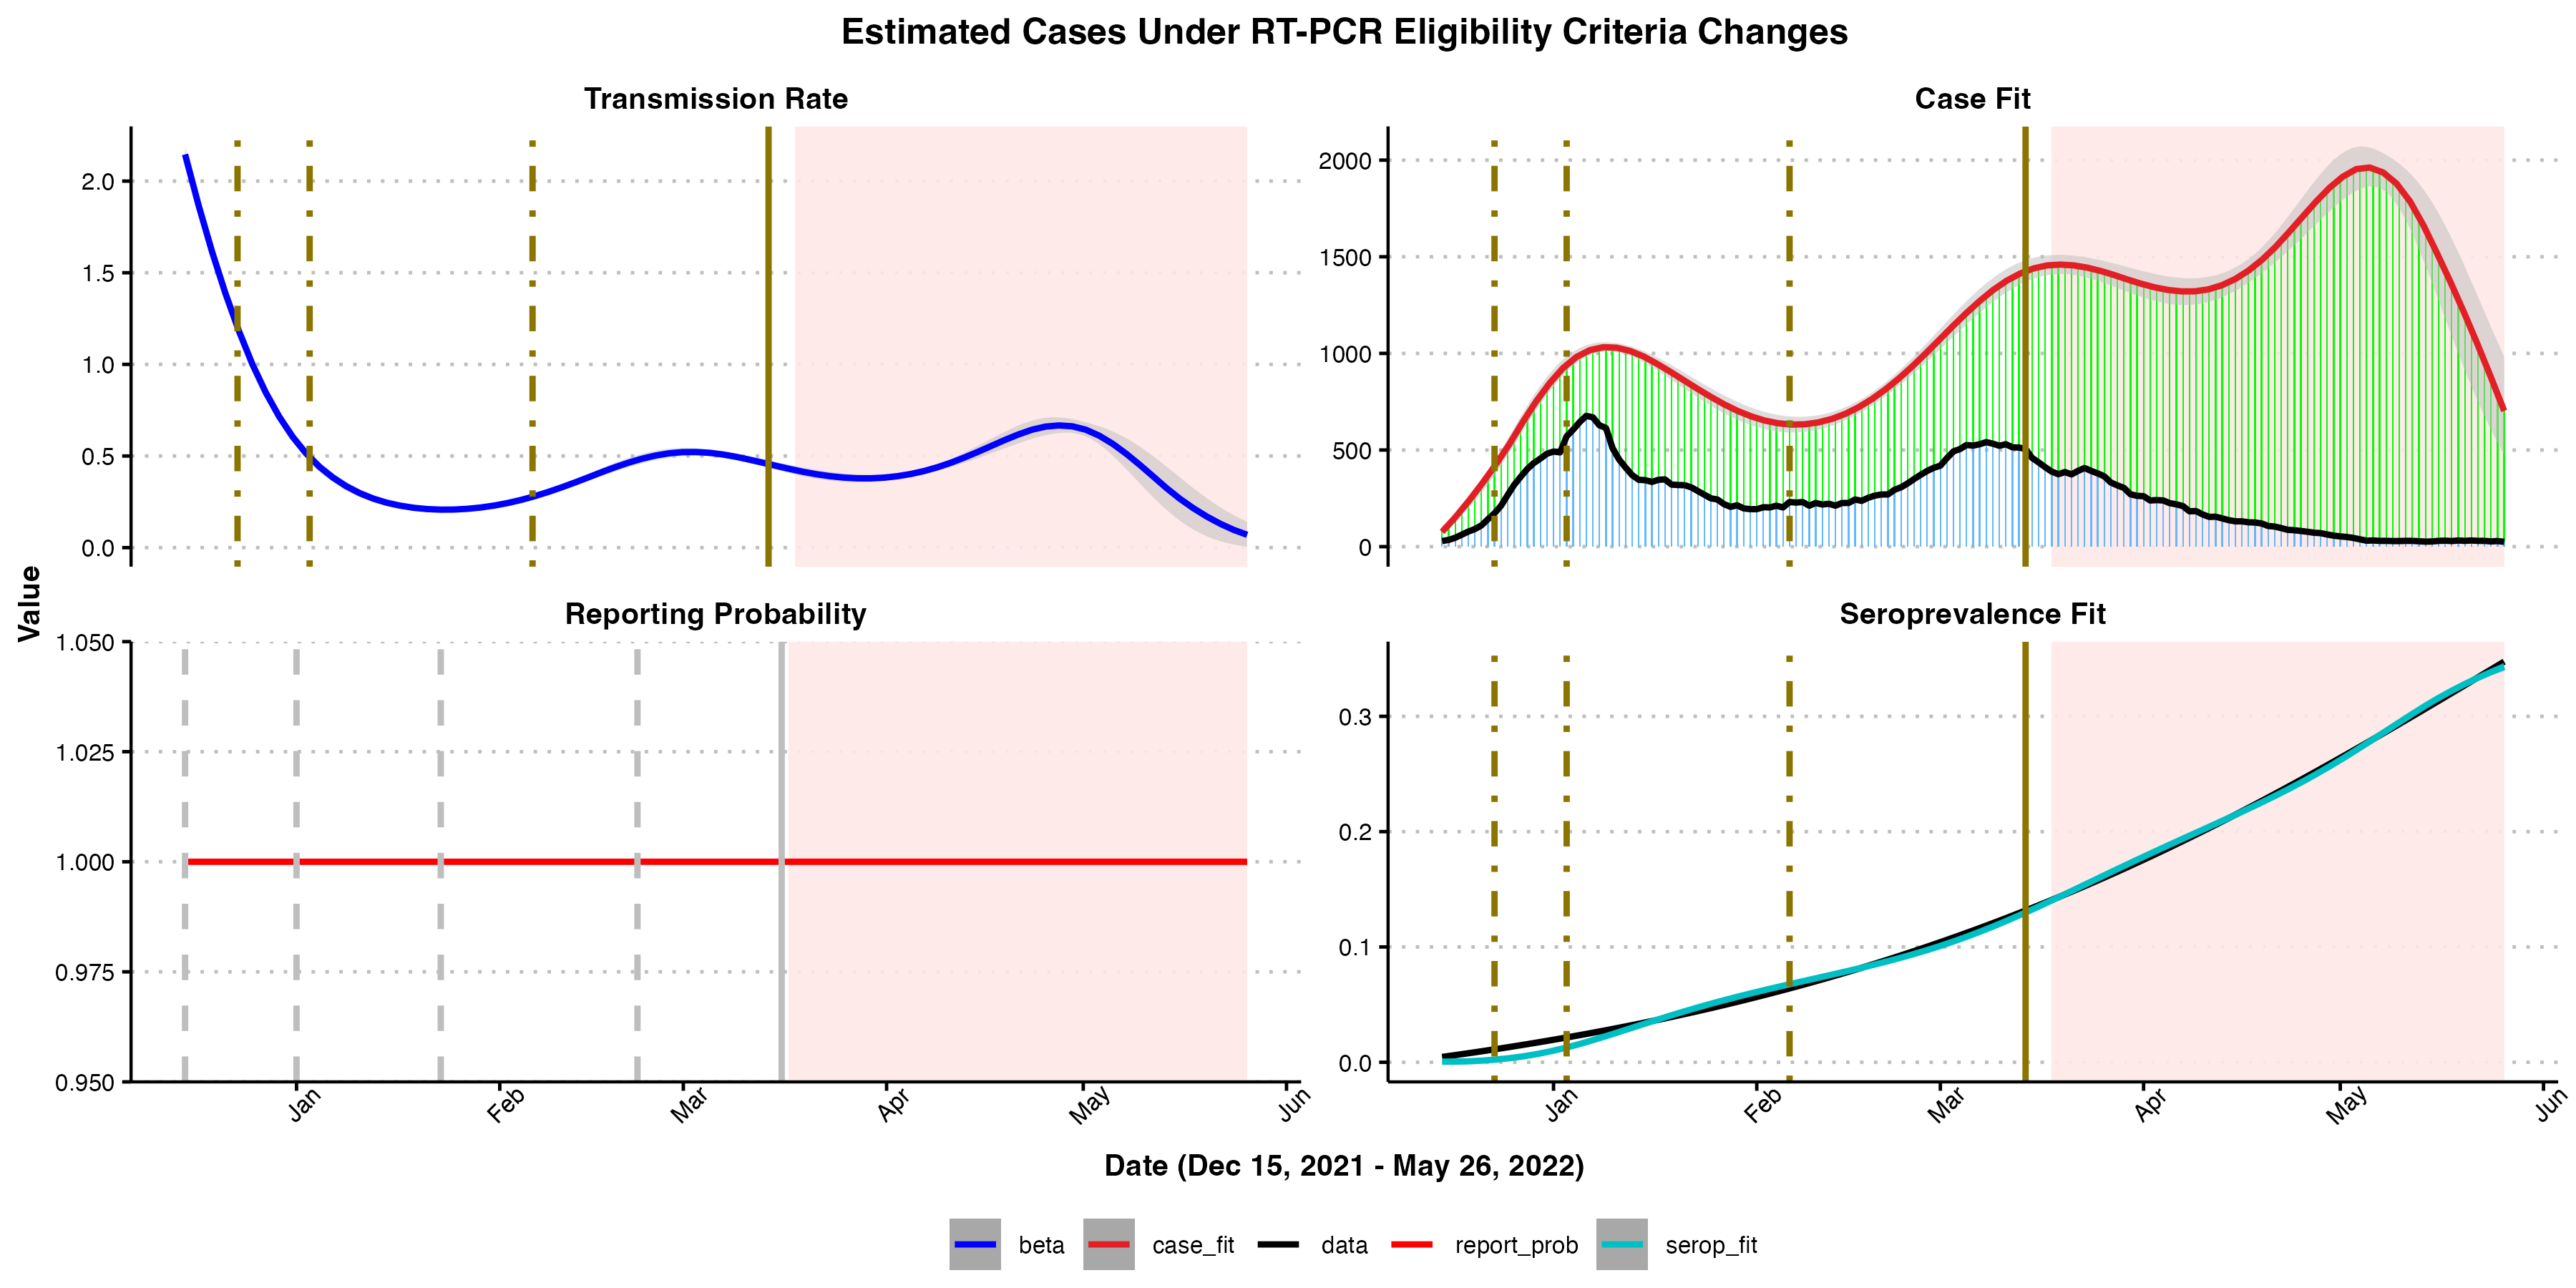 Estimated Cases Under RT-PCR Eligibility Criteria Changes
Transmission Rate
Case Fit
2.0
1.5
1.0
0.5
0.0
2000
1500
1000
500
0
Value
Reporting Probability
Seroprevalence Fit
1.050
1.025
1.000
0.975
0.950
0.3
0.2
0.1
0.0
Jan Feb Mar Apr May Jun
Jan Feb Mar Apr May Jun
Date (Dec 15, 2021 - May 26, 2022)
beta case_fit data report_prob serop_fit